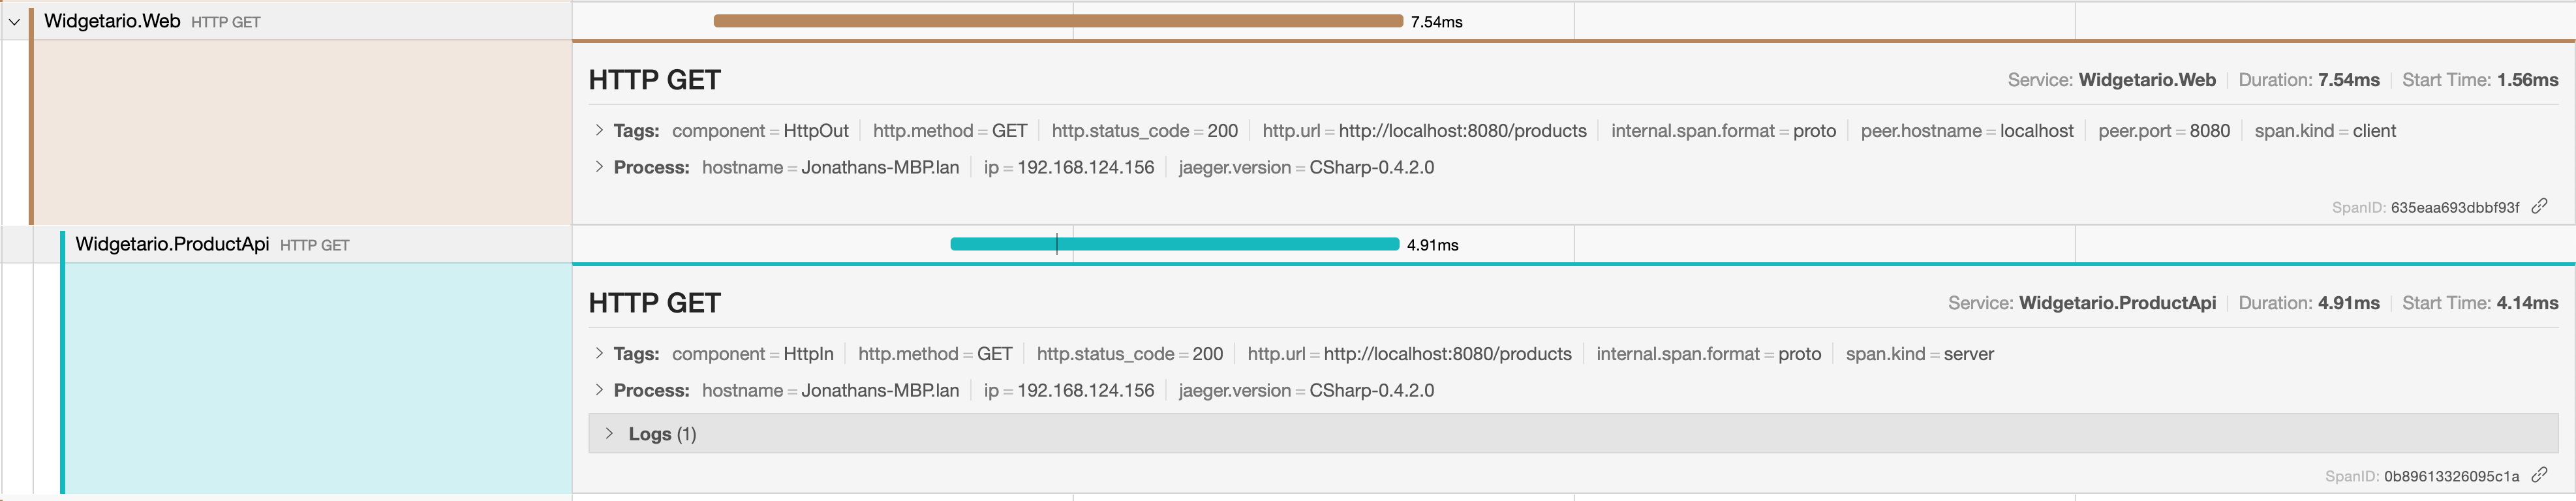 Widgetario.Web HTTP GET 7.54ms
HTTP GET Service: Widgetario.Web Duration: 7.54ms Start Time: 1.56ms
Tags: component = HttpOut http.method = GET http.status_code = 200 http.url = http://localhost:8080/products internal.span.format = proto peer.hostname = localhost peer.port = 8080 span.kind = client
Process: hostname = Jonathans-MBP.lan ip = 192.168.124.156 jaeger.version = CSharp-0.4.2.0
SpanID: 635eaa693dbbf93f
Widgetario.ProductApi HTTP GET 4.91ms
HTTP GET Service: Widgetario.ProductApi Duration: 4.91ms Start Time: 4.14ms
Tags: component = HttpIn http.method = GET http.status_code = 200 http.url = http://localhost:8080/products internal.span.format = proto span.kind = server
Process: hostname = Jonathans-MBP.lan ip = 192.168.124.156 jaeger.version = CSharp-0.4.2.0
Logs (1)
SpanID: 0b89613326095c1a